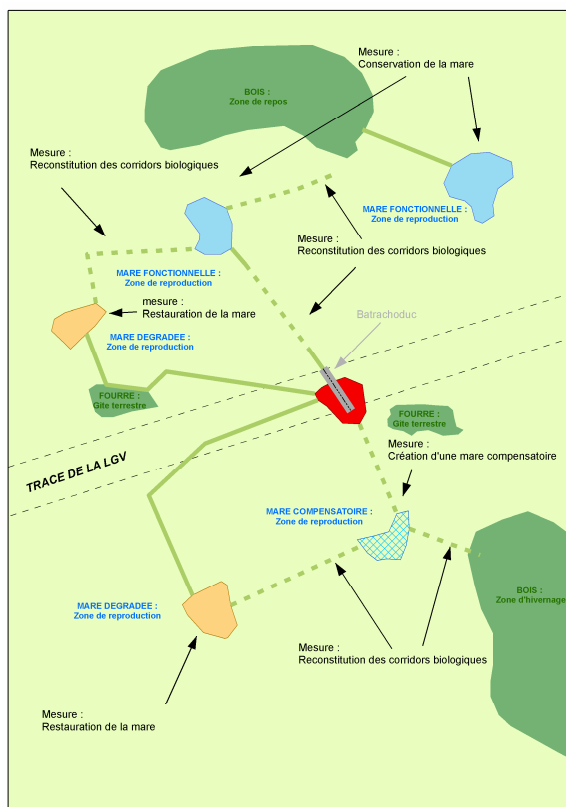 Mesure :
Conservation de la mare
BOIS :
Zone de repos
Mesure :
Reconstitution des corridors biologiques
MARE FONCTIONNELLE :
Zone de reproduction
Mesure :
Reconstitution des corridors biologiques
MARE FONCTIONNELLE :
Zone de reproduction
mesure :
Restauration de la mare
Batrachoduc
MARE DEGRADEE :
Zone de reproduction
FOURRE :
Gîte terrestre
FOURRE :
Gîte terrestre
Mesure :
Création d'une mare compensatoire
TRACE DE LA LGV
MARE COMPENSATOIRE :
Zone de reproduction
BOIS :
Zone d'hivernage
MARE DEGRADEE :
Zone de reproduction
Mesure :
Reconstitution des corridors biologiques
Mesure :
Restauration de la mare